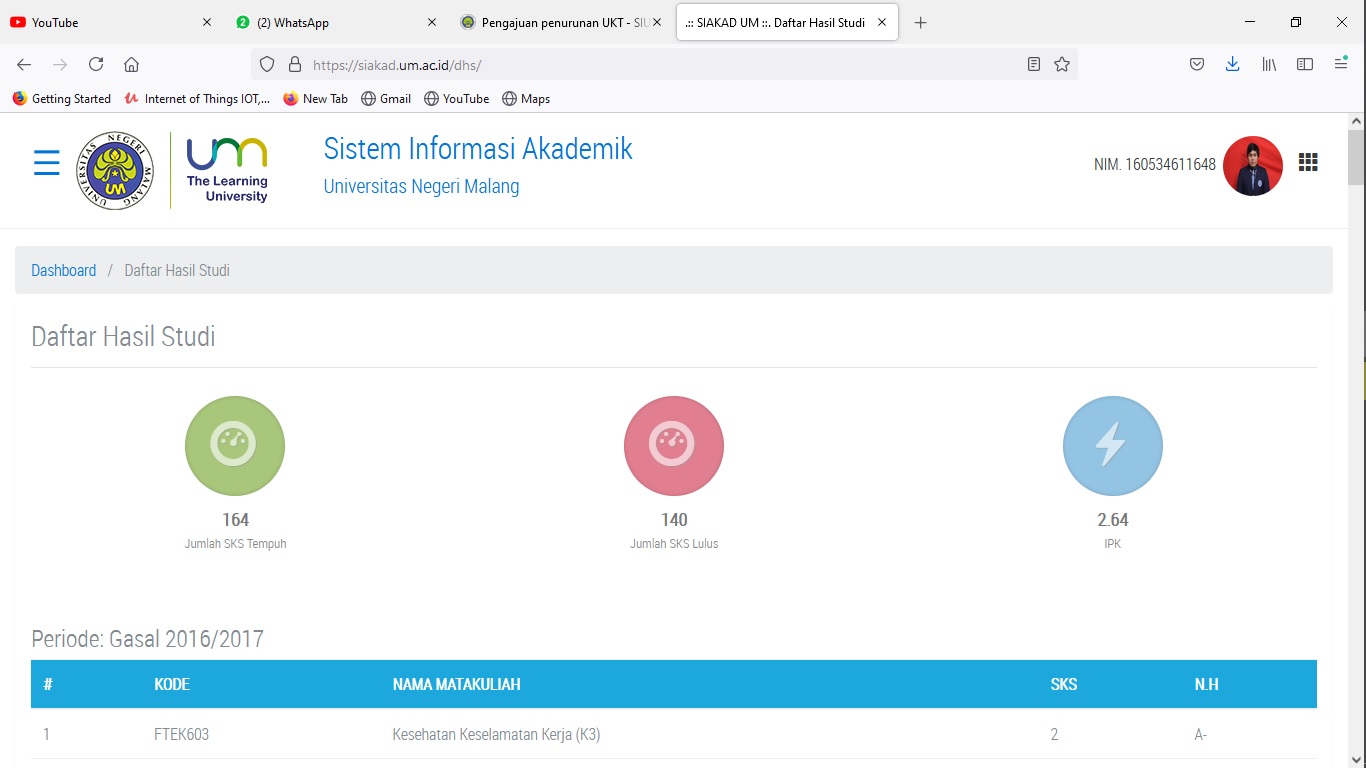 YouTube
2 (2) WhatsApp
Pengajuan penurunan UKT - SIU
.:: SIAKAD UM ::. Daftar Hasil Studi
https://siakad.um.ac.id/dhs/
Getting Started
Internet of Things IOT,...
New Tab
Gmail
YouTube
Maps
UNIVERSITAS NEGERI MALANG
UM
um
The Learning
University
Sistem Informasi Akademik
Universitas Negeri Malang
NIM. 160534611648
Dashboard / Daftar Hasil Studi
Daftar Hasil Studi
164
Jumlah SKS Tempuh
140
Jumlah SKS Lulus
2.64
IPK
Periode: Gasal 2016/2017
# KODE NAMA MATAKULIAH SKS N.H
1 FTEK603 Kesehatan Keselamatan Kerja (K3) 2 A-